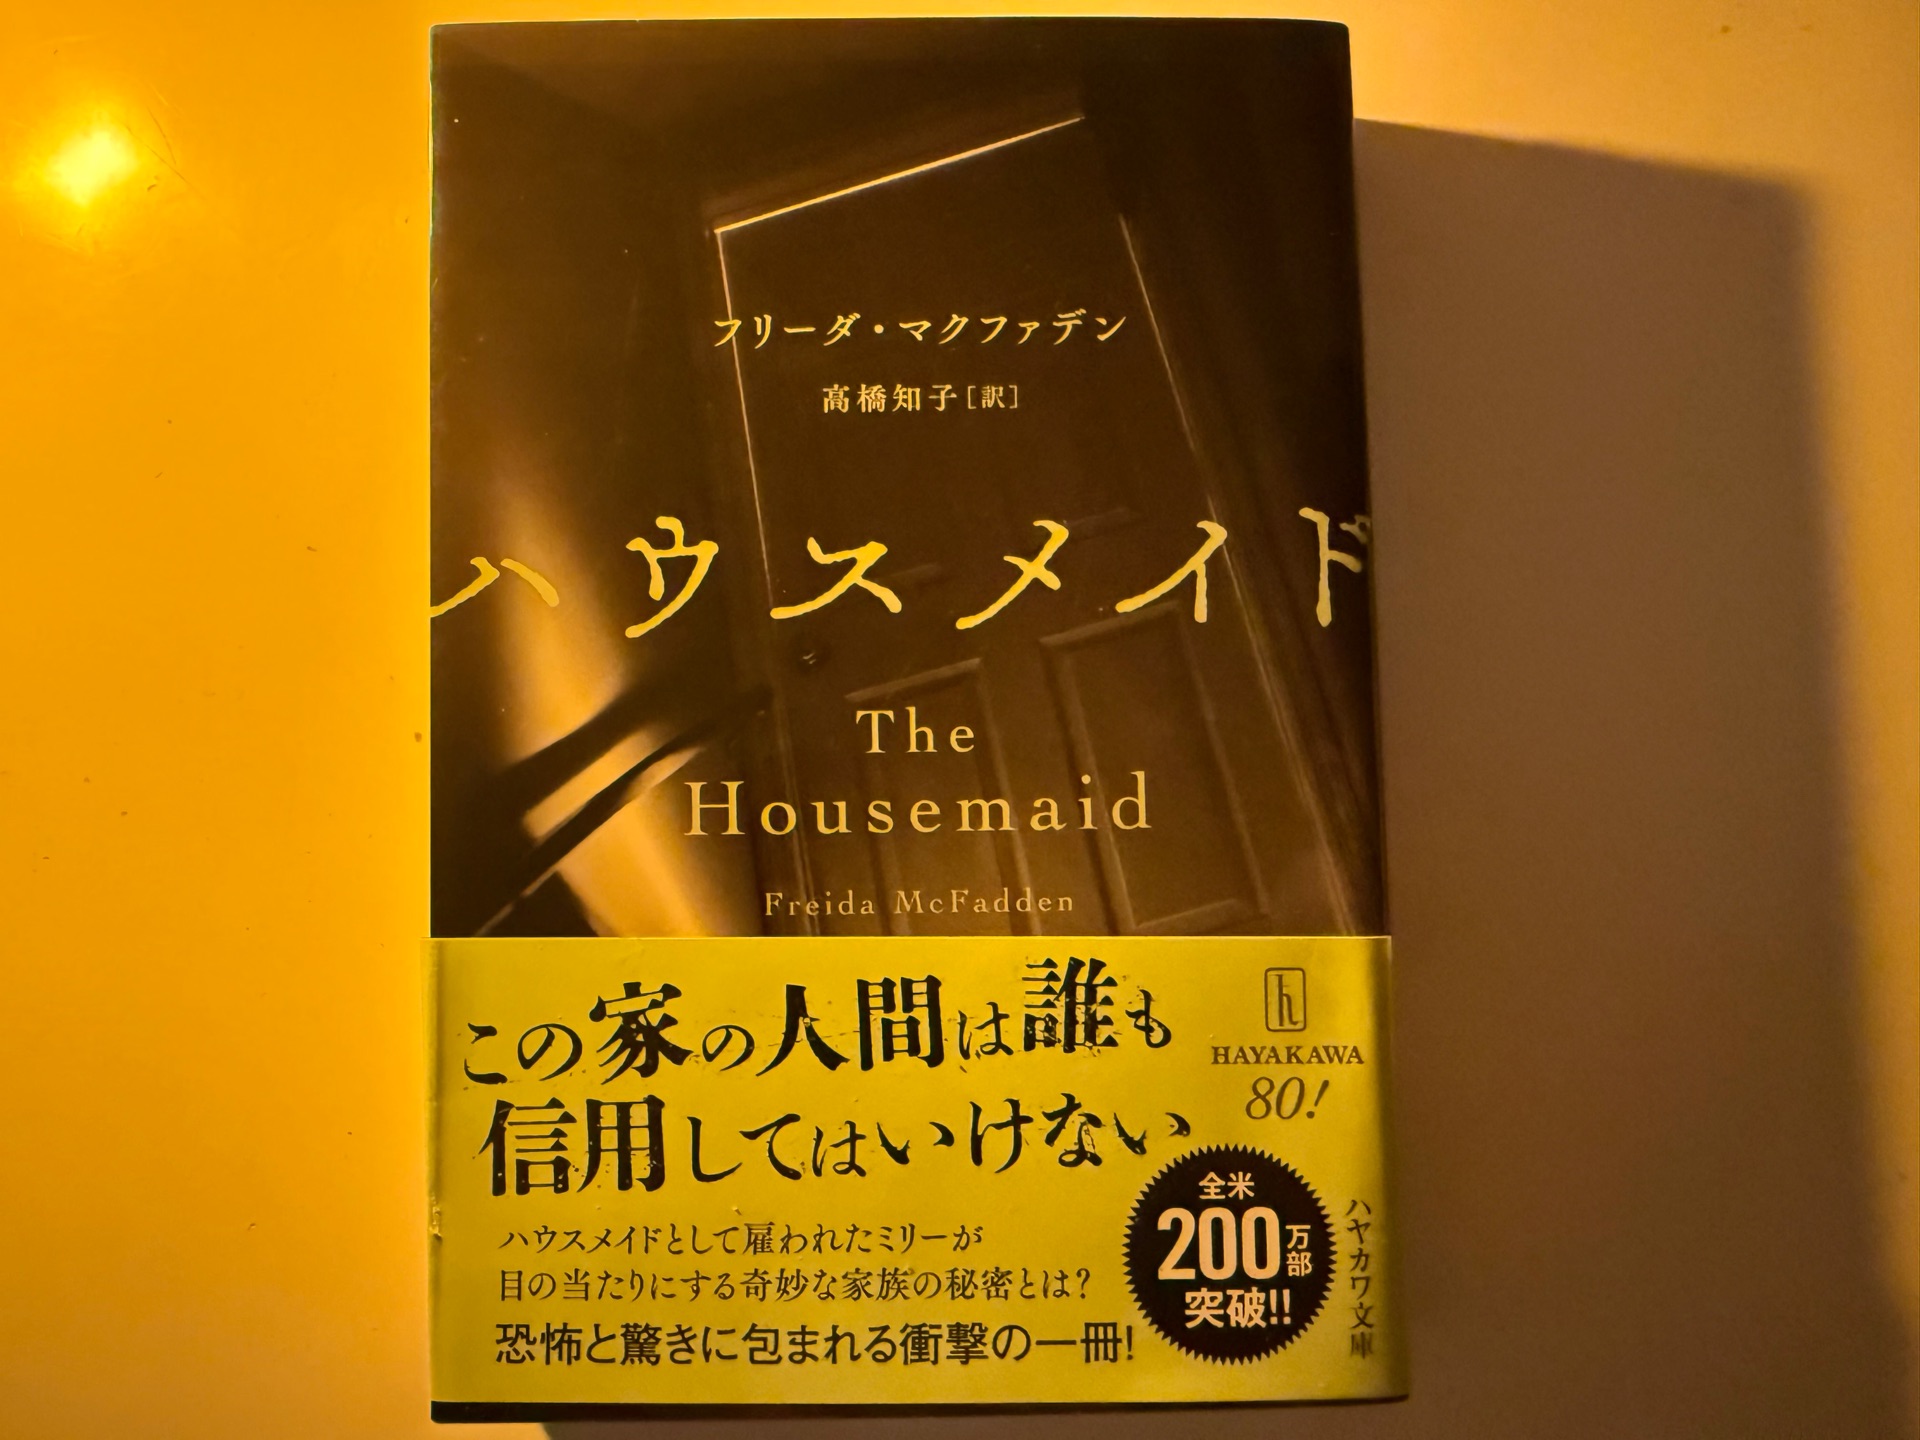 フリーダ・マクファデン
高橋知子[訳]
ハウスメイド
The
Housemaid
Freida McFadden
この家の人間は誰も
信用してはいけない
ハウスメイドとして雇われたミリーが
目の当たりにする奇妙な家族の秘密とは?
恐怖と驚きに包まれる衝撃の一冊!
h
HAYAKAWA
80!
全米
200万部
突破!!
ハヤカワ文庫